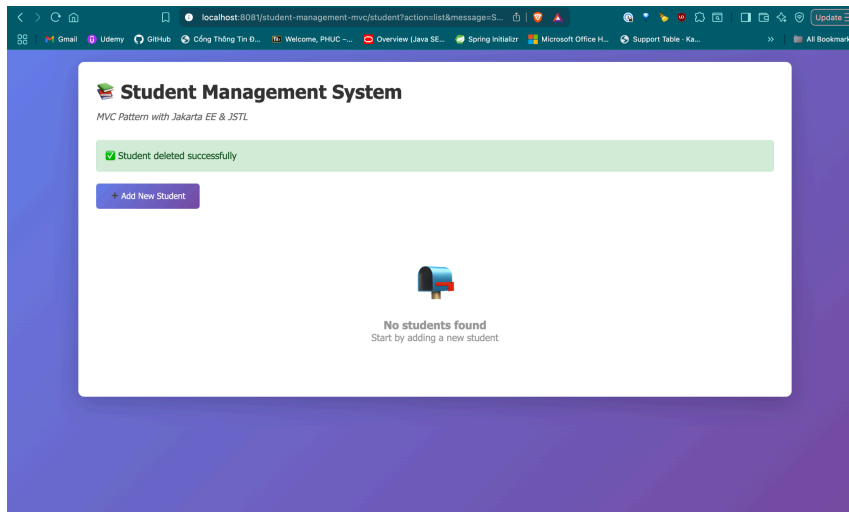 localhost:8081/student-management-mvc/student?action=list&message=S...
Update
Gmail
Udemy
GitHub
Cổng Thông Tin Đ...
Welcome, PHUC -...
Overview (Java SE...
Spring Initializr
Microsoft Office H...
Support Table - Ka...
»
All Bookmark
Student Management System
MVC Pattern with Jakarta EE & JSTL
Student deleted successfully
+ Add New Student
No students found
Start by adding a new student